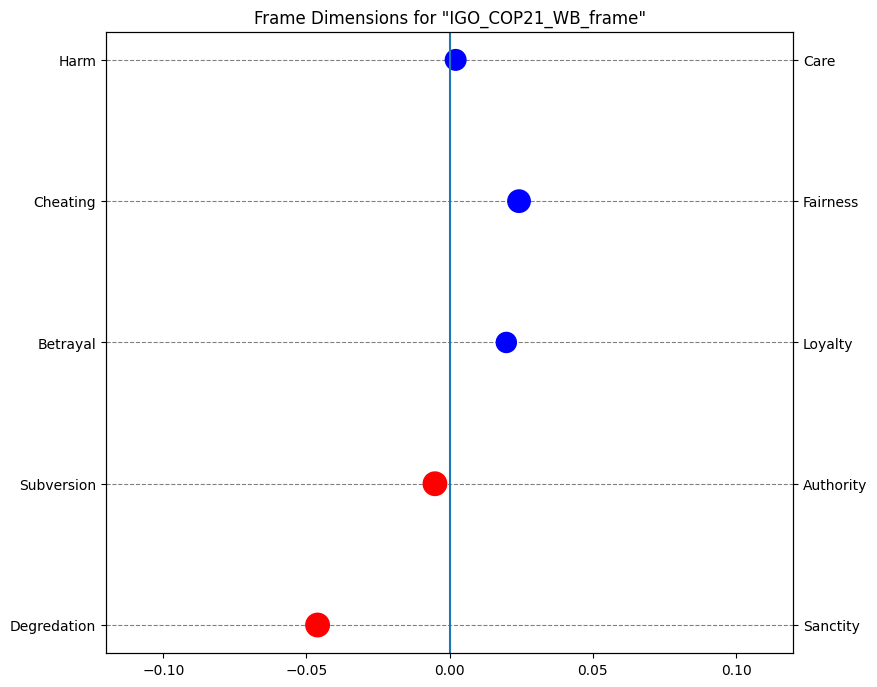 Frame Dimensions for "IGO_COP21_WB_frame"
Harm Care
Cheating Fairness
Betrayal Loyalty
Subversion Authority
Degredation Sanctity
−0.10 −0.05 0.00 0.05 0.10